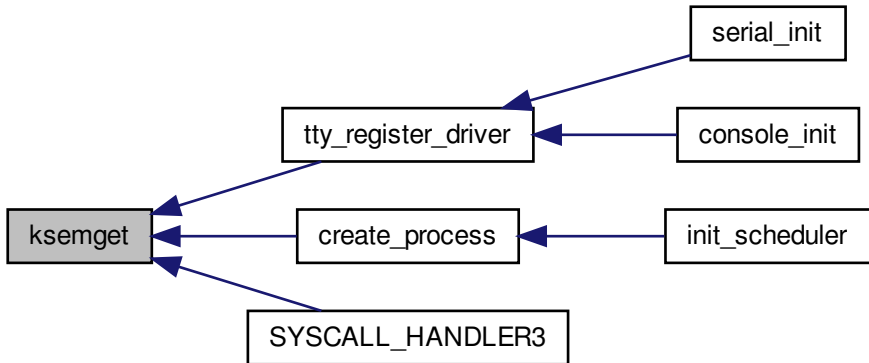 serial_init
tty_register_driver
console_init
ksemget
create_process
init_scheduler
SYSCALL_HANDLER3